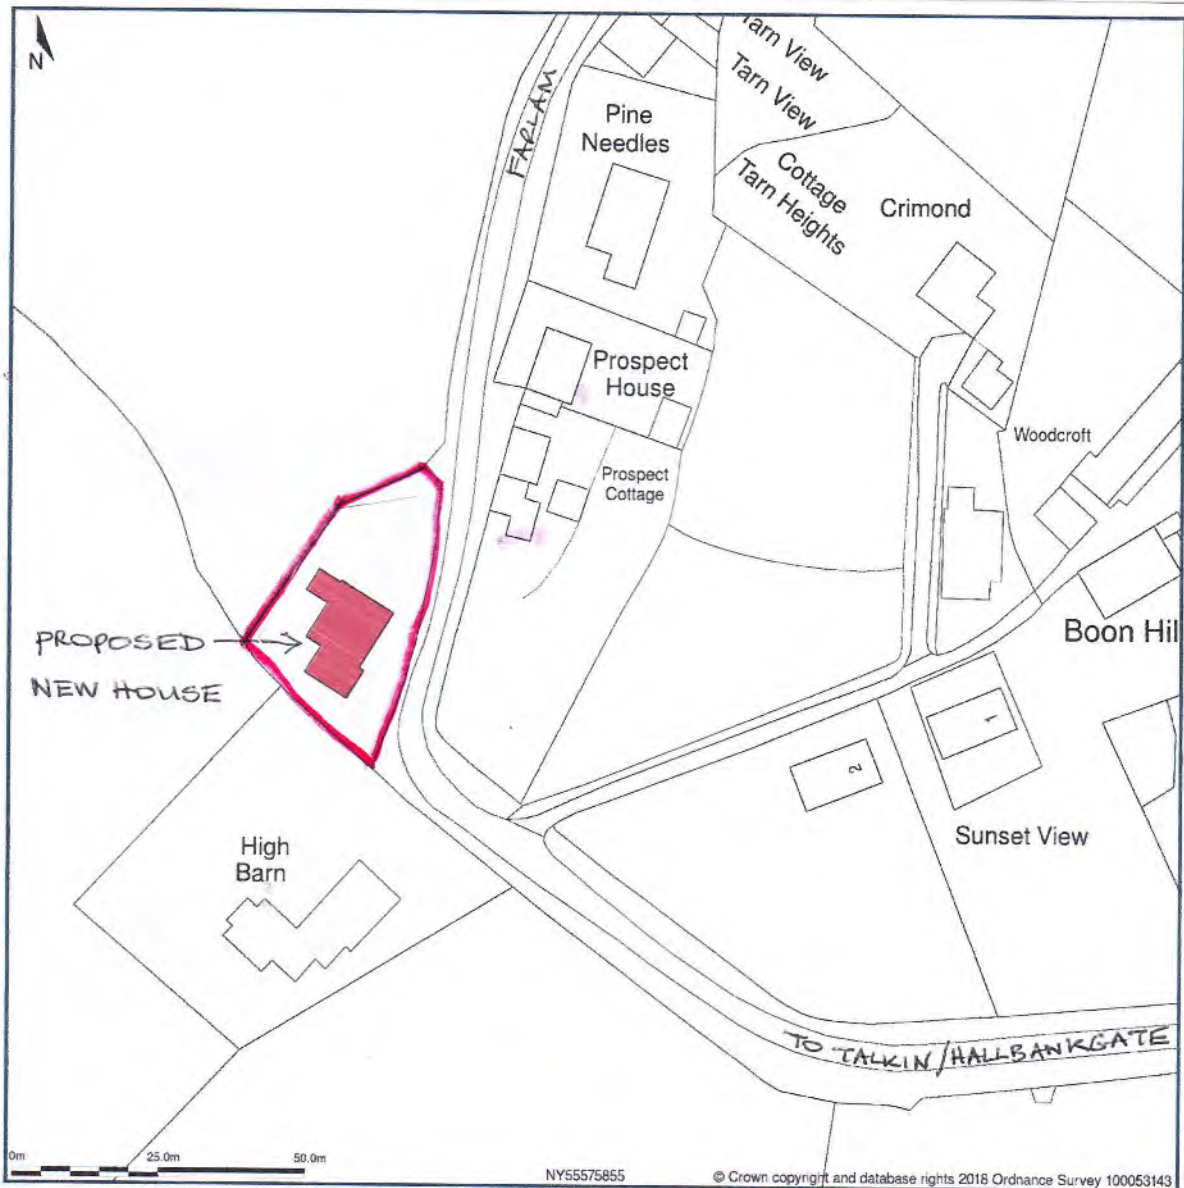 N
FARLAM
Tarn View
Tarn View
Pine
Needles
Cottage
Tarn Heights
Crimond
Prospect
House
Woodcroft
Prospect
Cottage
PROPOSED
NEW HOUSE
Boon Hil
1
2
Sunset View
High
Barn
TO TALKIN/HALLBANKGATE
0m
25.0m
50.0m
NY55575855
© Crown copyright and database rights 2018 Ordnance Survey 100053143